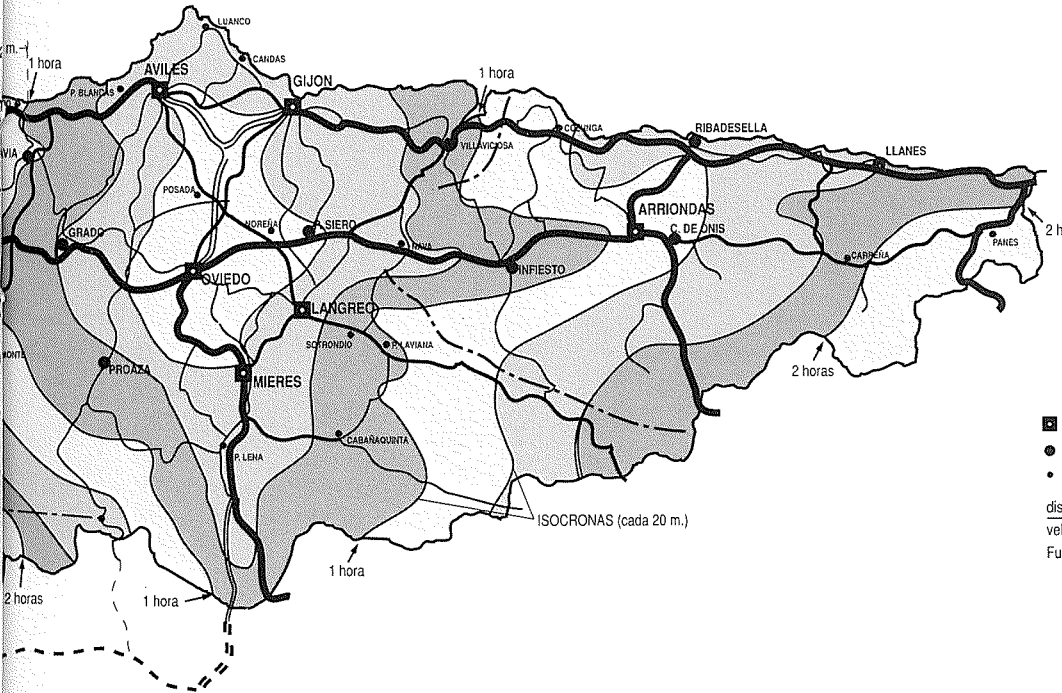 LUANCO
m.
1 hora
CANDAS
AVILES
GIJON
1 hora
P. BLANCAS
VILLAVICIOSA
RIBADESELLA
LLANES
AVIA
POSADA
NOREÑA
P. SIERO
ARRIONDAS
GRADO
NAVA
C. DE ONIS
PANES
2 h
OVIEDO
INFIESTO
CARREÑA
LANGREO
SOTRONDIO
P. LAVIANA
MONTE
PROAZA
MIERES
2 horas
CABAÑAQUINTA
P. LENA
dis
ISOCRONAS (cada 20 m.)
vel
Fu
1 hora
2 horas
1 hora